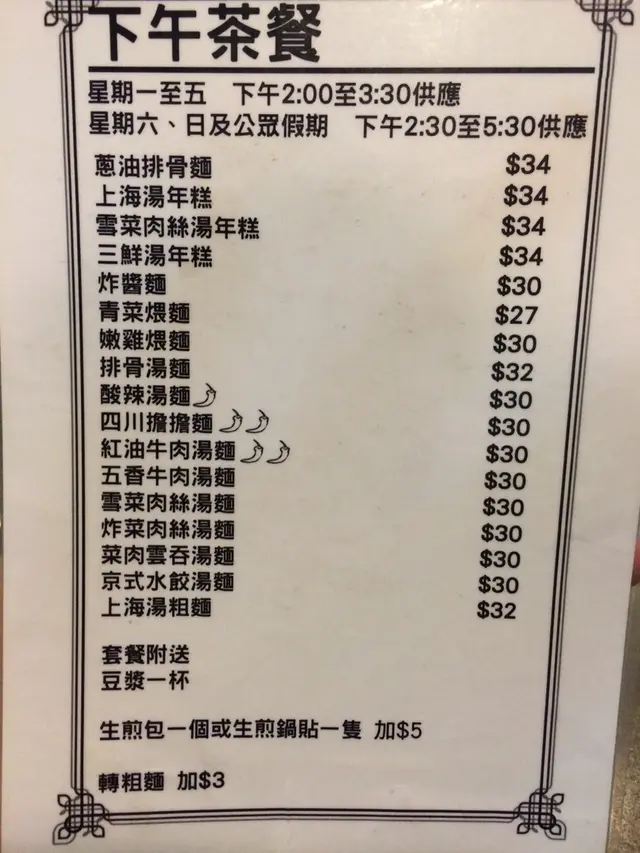 下午茶餐
星期一至五 下午2:00至3:30供應
星期六、日及公眾假期 下午2:30至5:30供應
蔥油排骨麵 $34
上海湯年糕 $34
雪菜肉絲湯年糕 $34
三鮮湯年糕 $34
炸醬麵 $30
青菜煨麵 $27
嫩雞煨麵 $30
排骨湯麵 $32
酸辣湯麵 $30
四川擔擔麵 $30
紅油牛肉湯麵 $30
五香牛肉湯麵 $30
雪菜肉絲湯麵 $30
炸菜肉絲湯麵 $30
菜肉雲吞湯麵 $30
京式水餃湯麵 $30
上海湯粗麵 $32
套餐附送
豆漿一杯
生煎包一個或生煎鍋貼一隻 加$5
轉粗麵 加$3